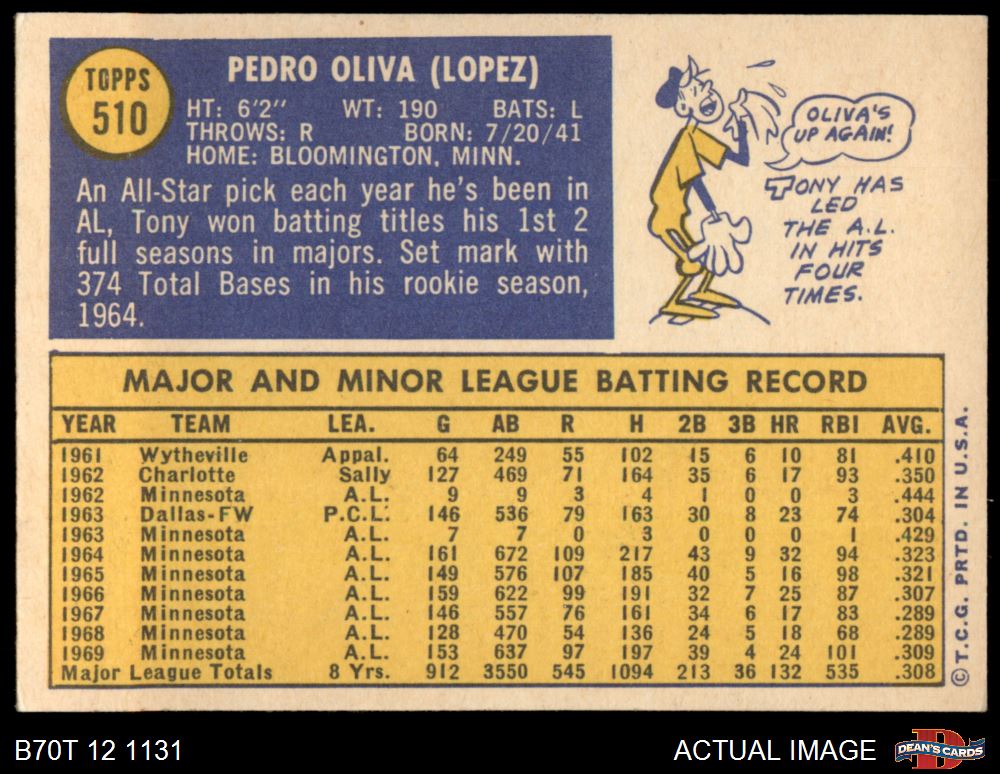 TOPPS
510
PEDRO OLIVA (LOPEZ)
HT: 6'2" WT: 190 BATS: L
THROWS: R BORN: 7/20/41
HOME: BLOOMINGTON, MINN.
An All-Star pick each year he's been in
AL, Tony won batting titles his 1st 2
full seasons in majors. Set mark with
374 Total Bases in his rookie season,
1964.
OLIVA'S
UP AGAIN!
TONY HAS
LED
THE A.L.
IN HITS
FOUR
TIMES.
MAJOR AND MINOR LEAGUE BATTING RECORD
YEAR TEAM LEA. G AB R H 2B 3B HR RBI AVG.
1961 Wytheville Appal. 64 249 55 102 15 6 10 81 .410
1962 Charlotte Sally 127 469 71 164 35 6 17 93 .350
1962 Minnesota A.L. 9 9 3 4 1 0 0 3 .444
1963 Dallas-FW P.C.L. 146 536 79 163 30 8 23 74 .304
1963 Minnesota A.L. 7 7 0 3 0 0 0 1 .429
1964 Minnesota A.L. 161 672 109 217 43 9 32 94 .323
1965 Minnesota A.L. 149 576 107 185 40 5 16 98 .321
1966 Minnesota A.L. 159 622 99 191 32 7 25 87 .307
1967 Minnesota A.L. 146 557 76 161 34 6 17 83 .289
1968 Minnesota A.L. 128 470 54 136 24 5 18 68 .289
1969 Minnesota A.L. 153 637 97 197 39 4 24 101 .309
Major League Totals 8 Yrs. 912 3550 545 1094 213 36 132 535 .308
©T.C.G. PRTD. IN U.S.A.
B70T 12 1131
ACTUAL IMAGE
D
DEAN'S CARDS